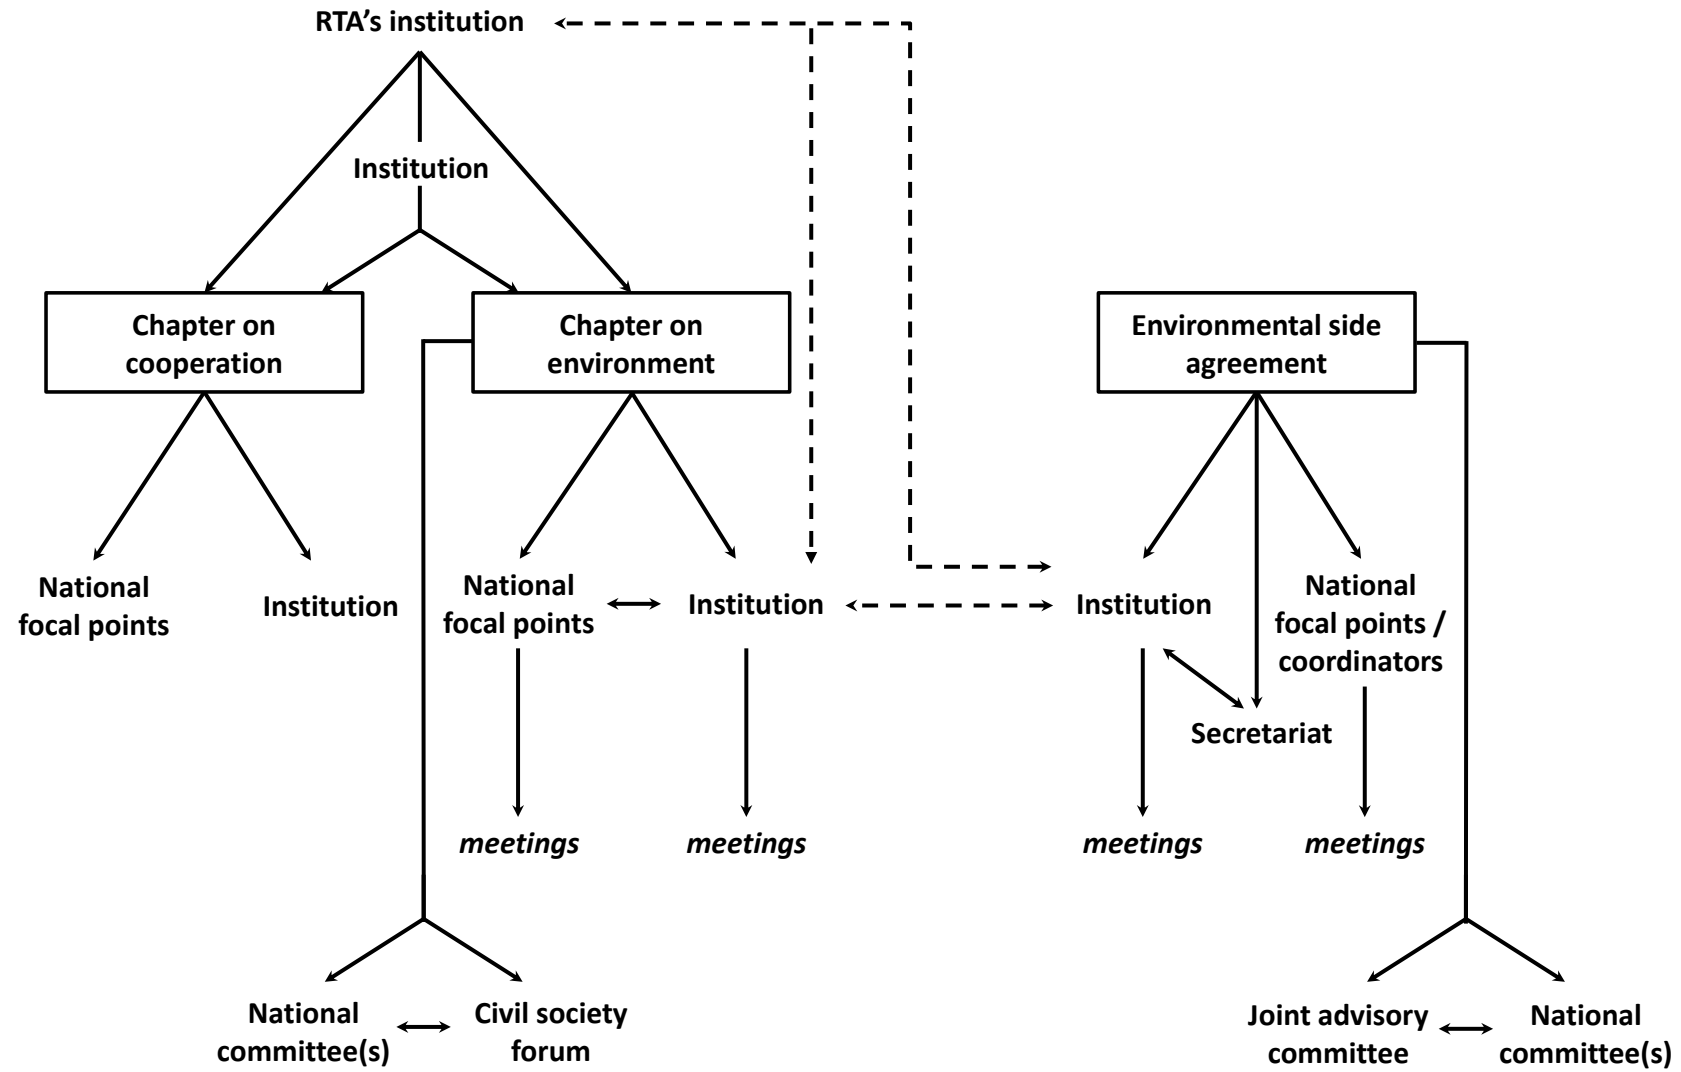 RTA’s institution
Institution
Chapter on
cooperation
Chapter on
environment
Environmental side
agreement
National
focal points
Institution
National
focal points
Institution
Institution
National
focal points /
coordinators
Secretariat
meetings
meetings
meetings
meetings
National
committee(s)
Civil society
forum
Joint advisory
committee
National
committee(s)